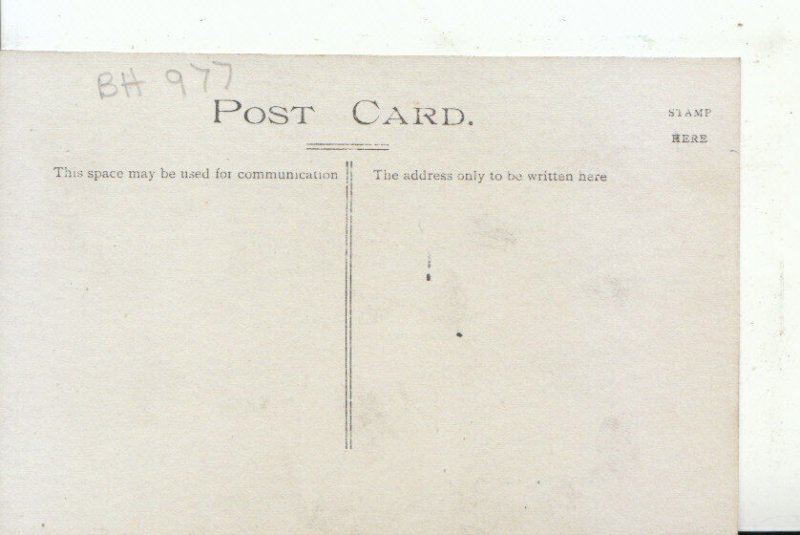 BH 977
POST CARD.
STAMP
HERE
This space may be used for communication
The address only to be written here